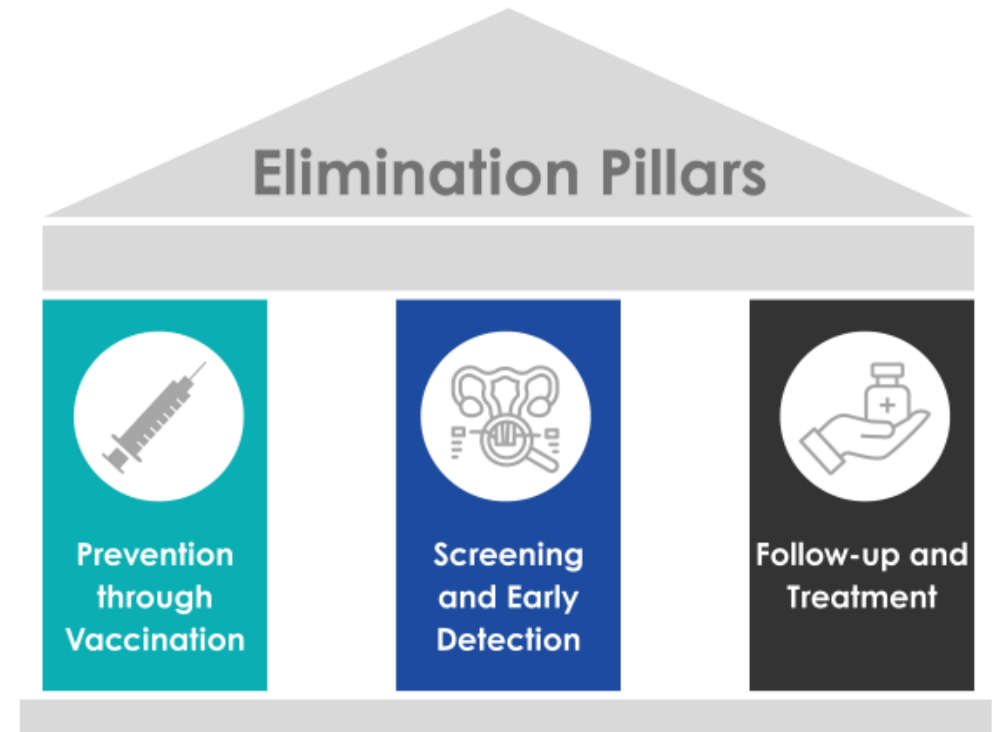 Elimination Pillars
Prevention
through
Vaccination
Screening
and Early
Detection
Follow-up and
Treatment